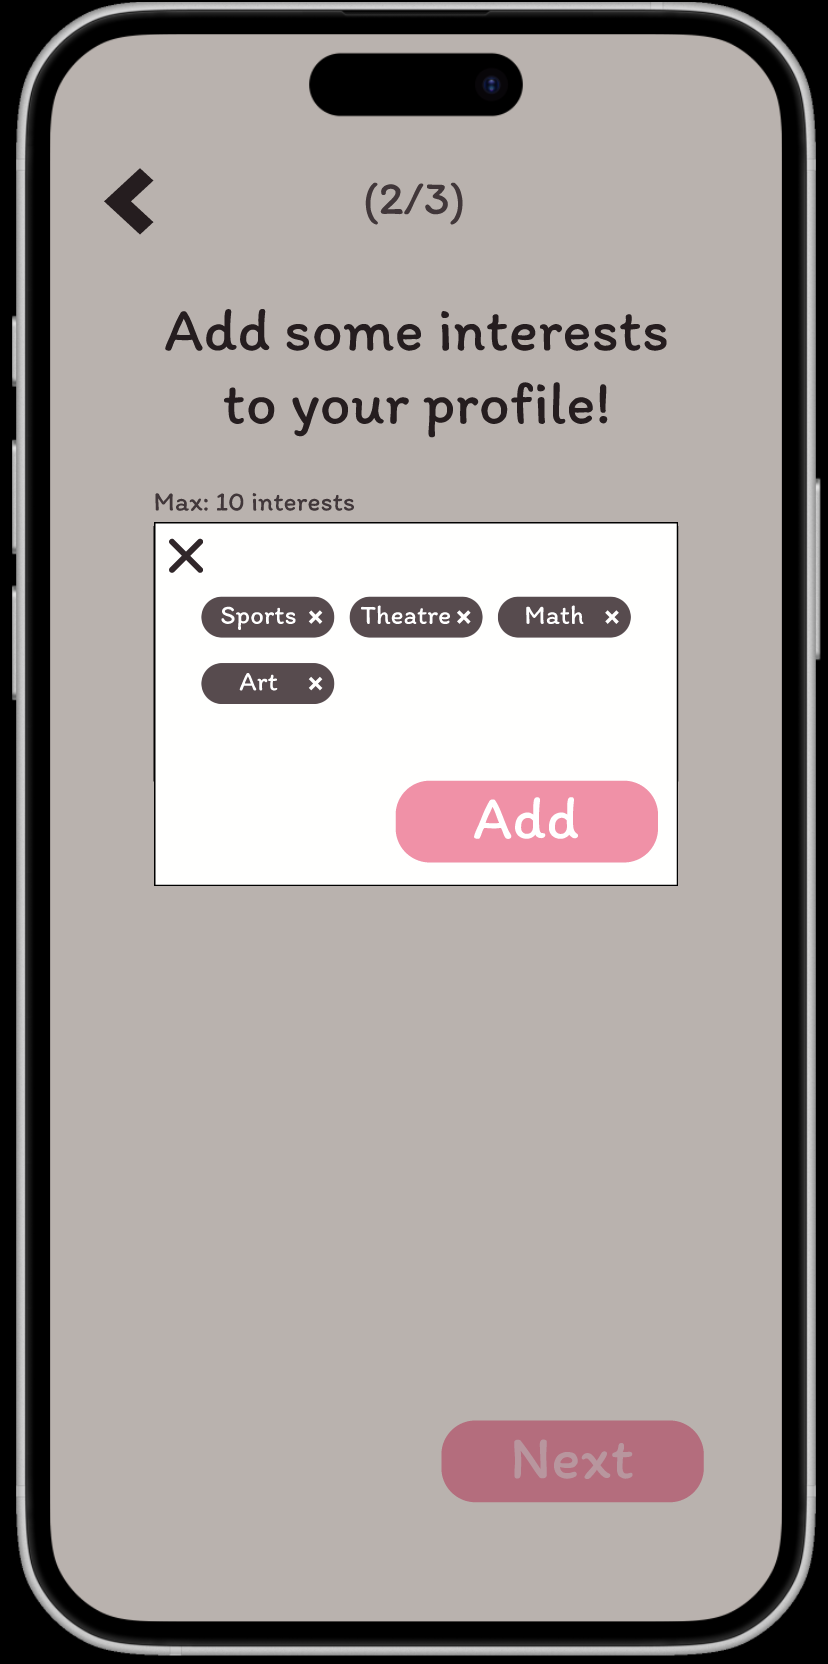 (2/3)
Add some interests
to your profile!
Max: 10 interests
Sports × Theatre × Math ×
Art ×
Add
Next